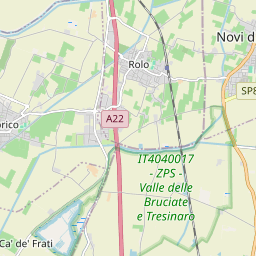 Rolo
Novi d
SP8
A22
orico
IT4040017
- ZPS -
Valle delle
Bruciate
e Tresinaro
Ca' de' Frati